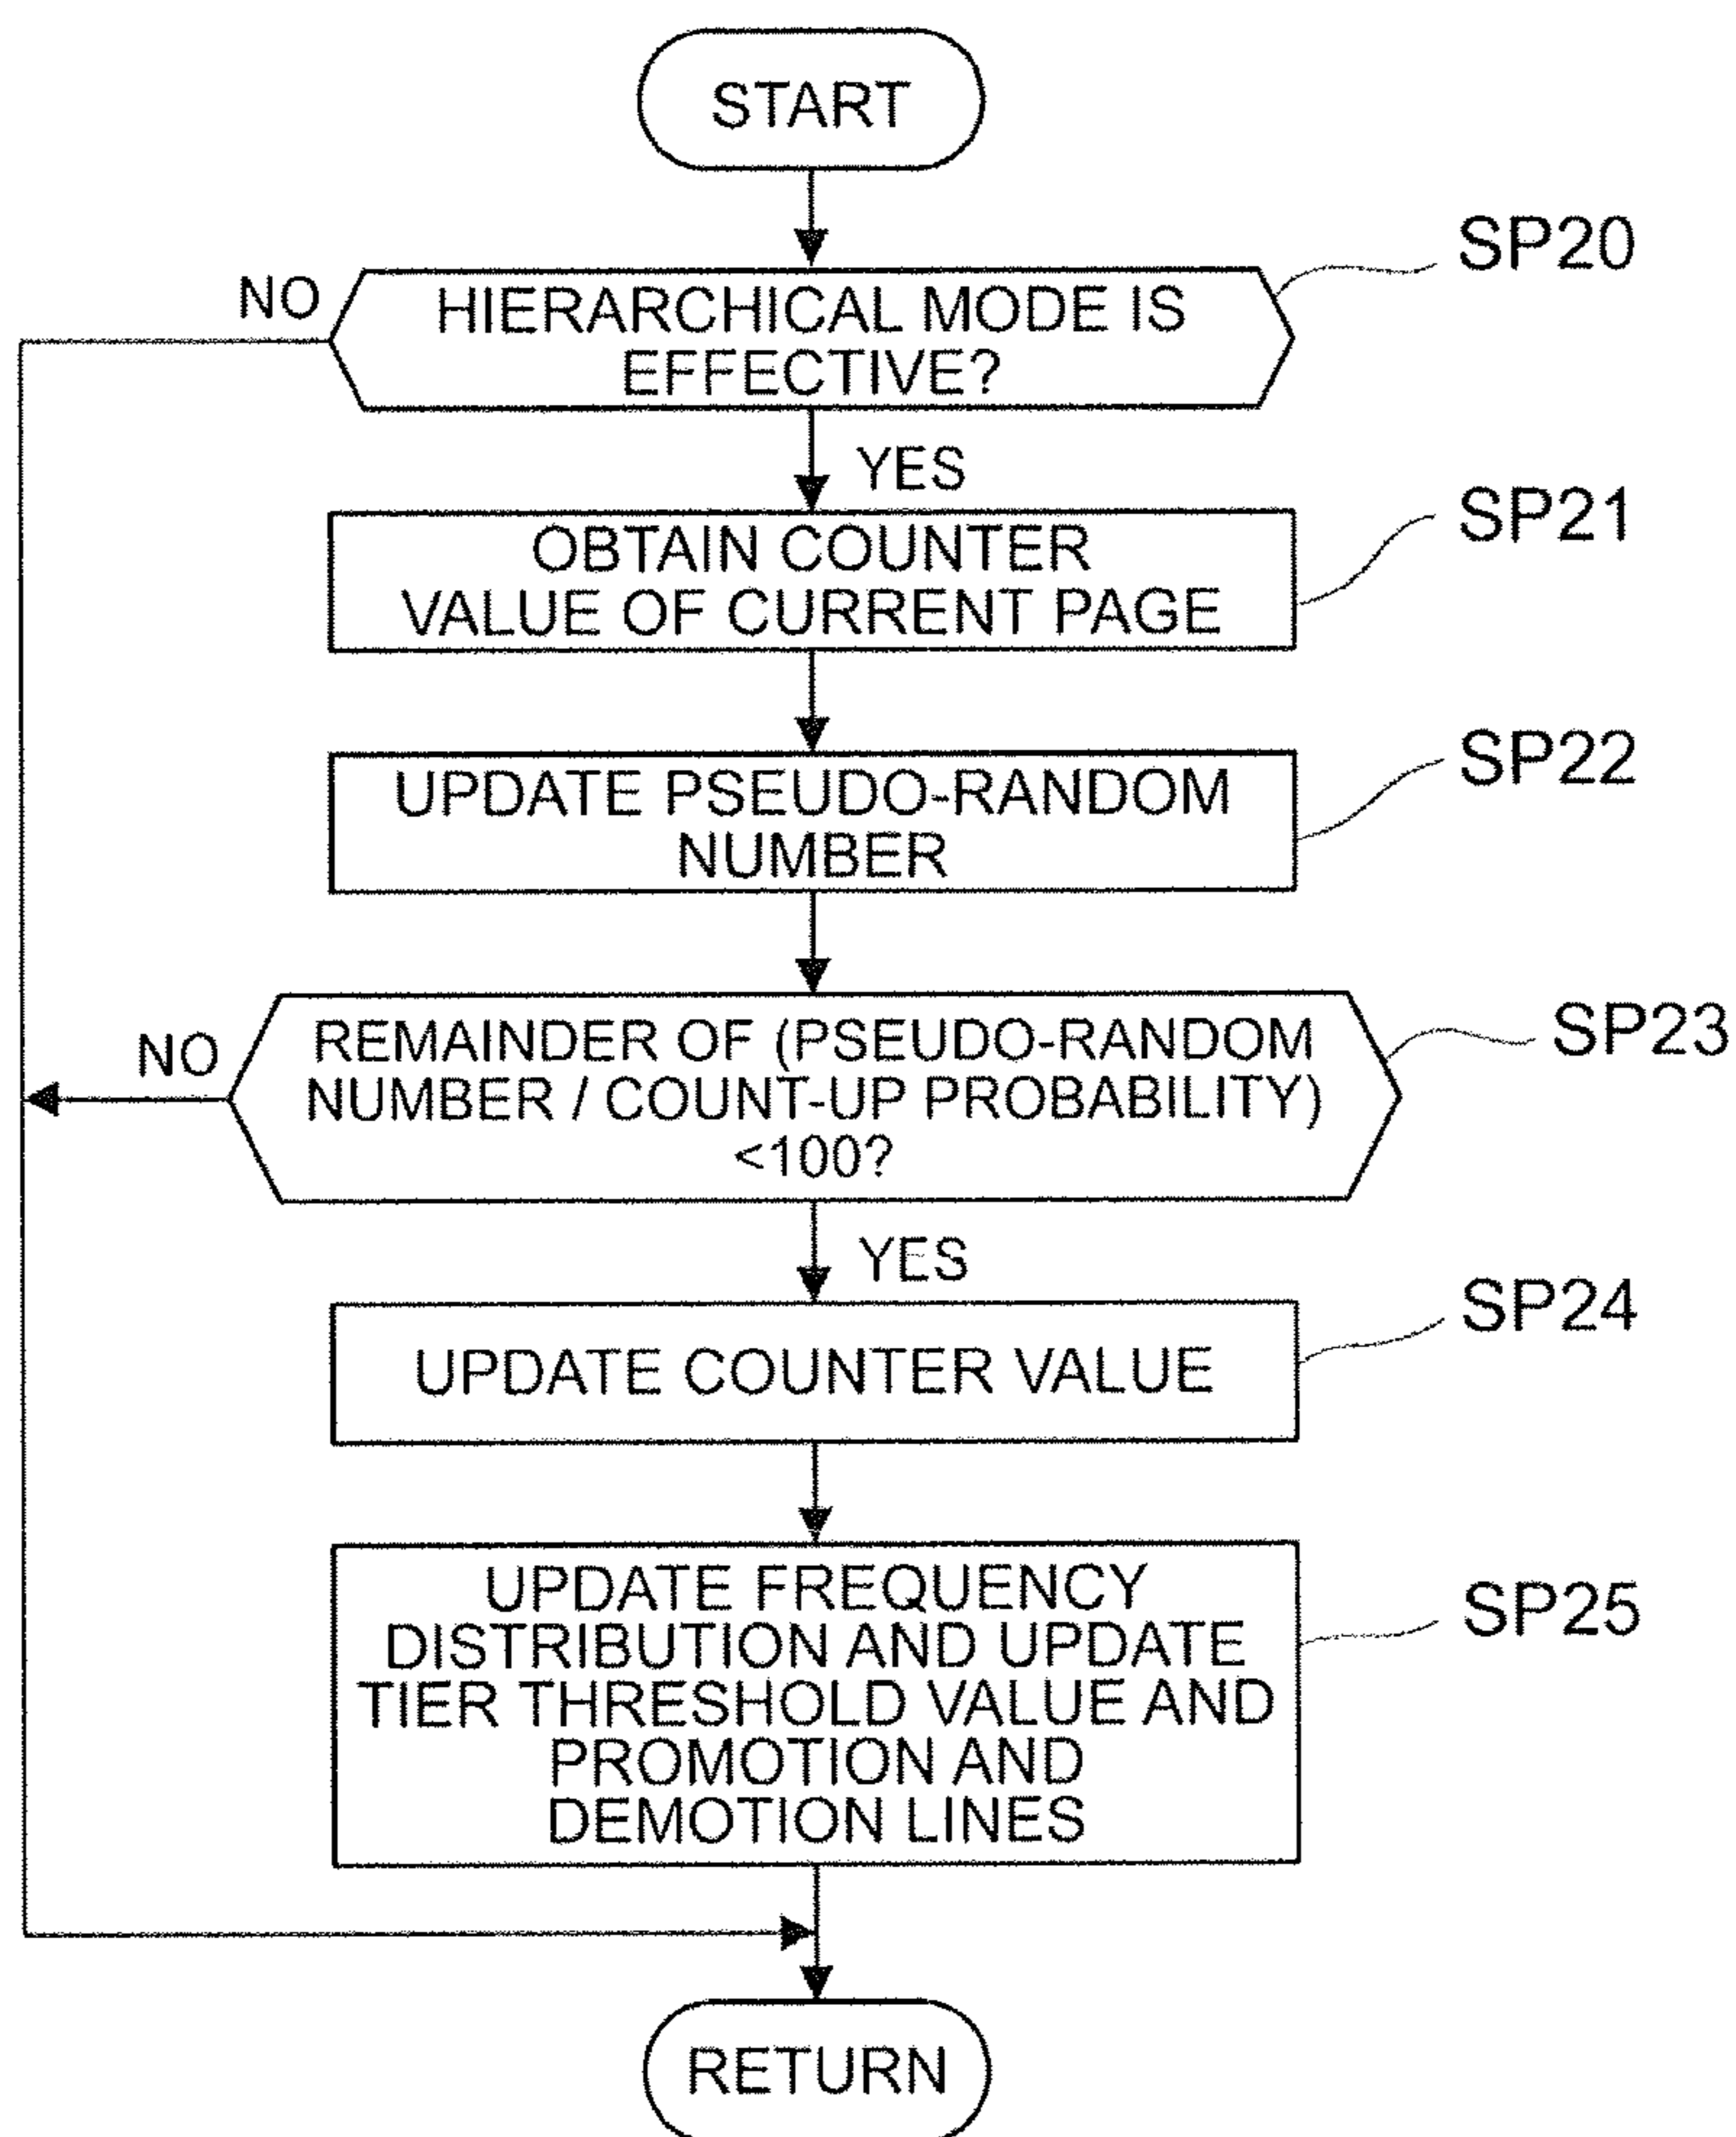 START
SP20
NO
HIERARCHICAL MODE IS
EFFECTIVE?
YES
SP21
OBTAIN COUNTER
VALUE OF CURRENT PAGE
SP22
UPDATE PSEUDO-RANDOM
NUMBER
SP23
NO
REMAINDER OF (PSEUDO-RANDOM
NUMBER / COUNT-UP PROBABILITY)
<100?
YES
SP24
UPDATE COUNTER VALUE
SP25
UPDATE FREQUENCY
DISTRIBUTION AND UPDATE
TIER THRESHOLD VALUE AND
PROMOTION AND
DEMOTION LINES
RETURN